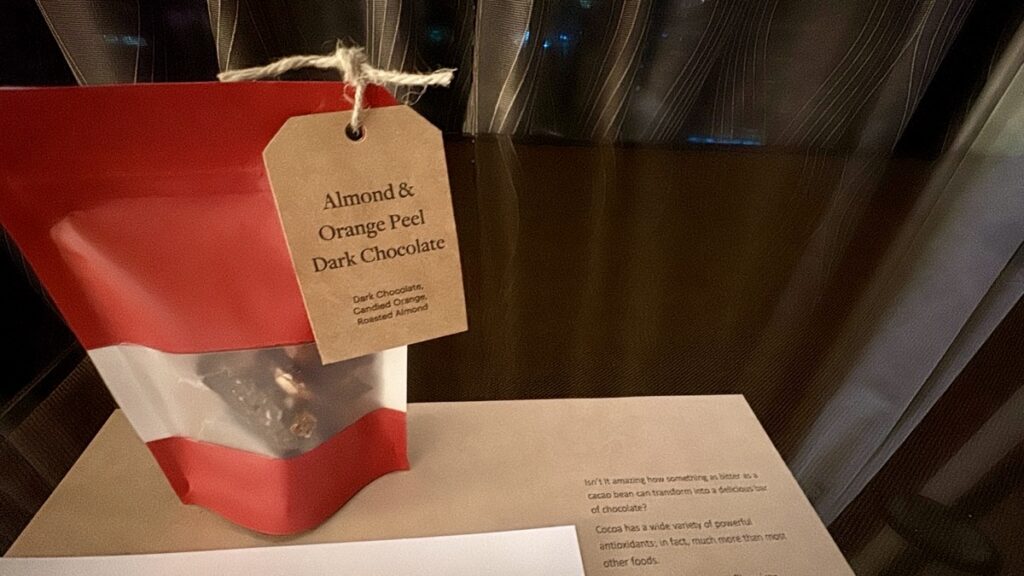 Almond &
Orange Peel
Dark Chocolate
Dark Chocolate,
Candied Orange,
Roasted Almond
Isn't it amazing how something as bitter as a
cacao bean can transform into a delicious bar
of chocolate?
Cocoa has a wide variety of powerful
antioxidants; in fact, much more than most
other foods.